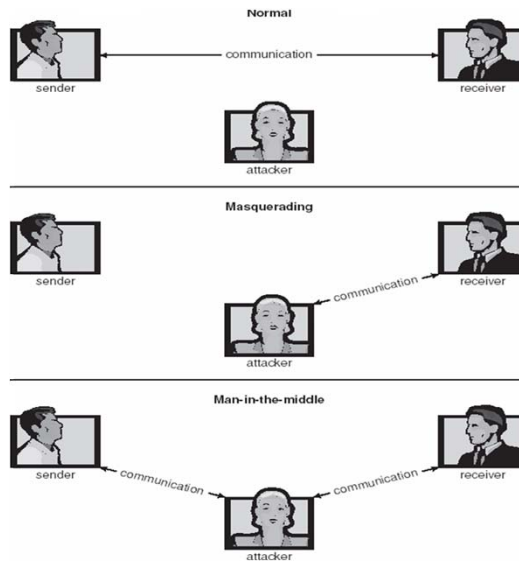 Normal
communication
sender
receiver
attacker
Masquerading
sender
communication
receiver
attacker
Man-in-the-middle
sender
communication
communication
receiver
attacker